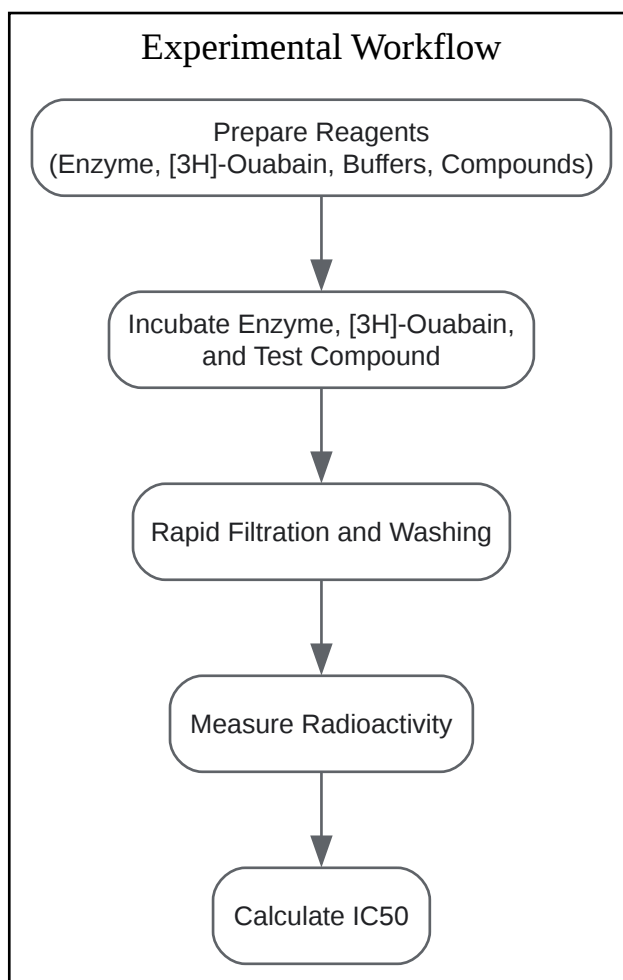 Experimental Workflow
Prepare Reagents
(Enzyme, [3H]-Ouabain, Buffers, Compounds)
Incubate Enzyme, [3H]-Ouabain,
and Test Compound
Rapid Filtration and Washing
Measure Radioactivity
Calculate IC50